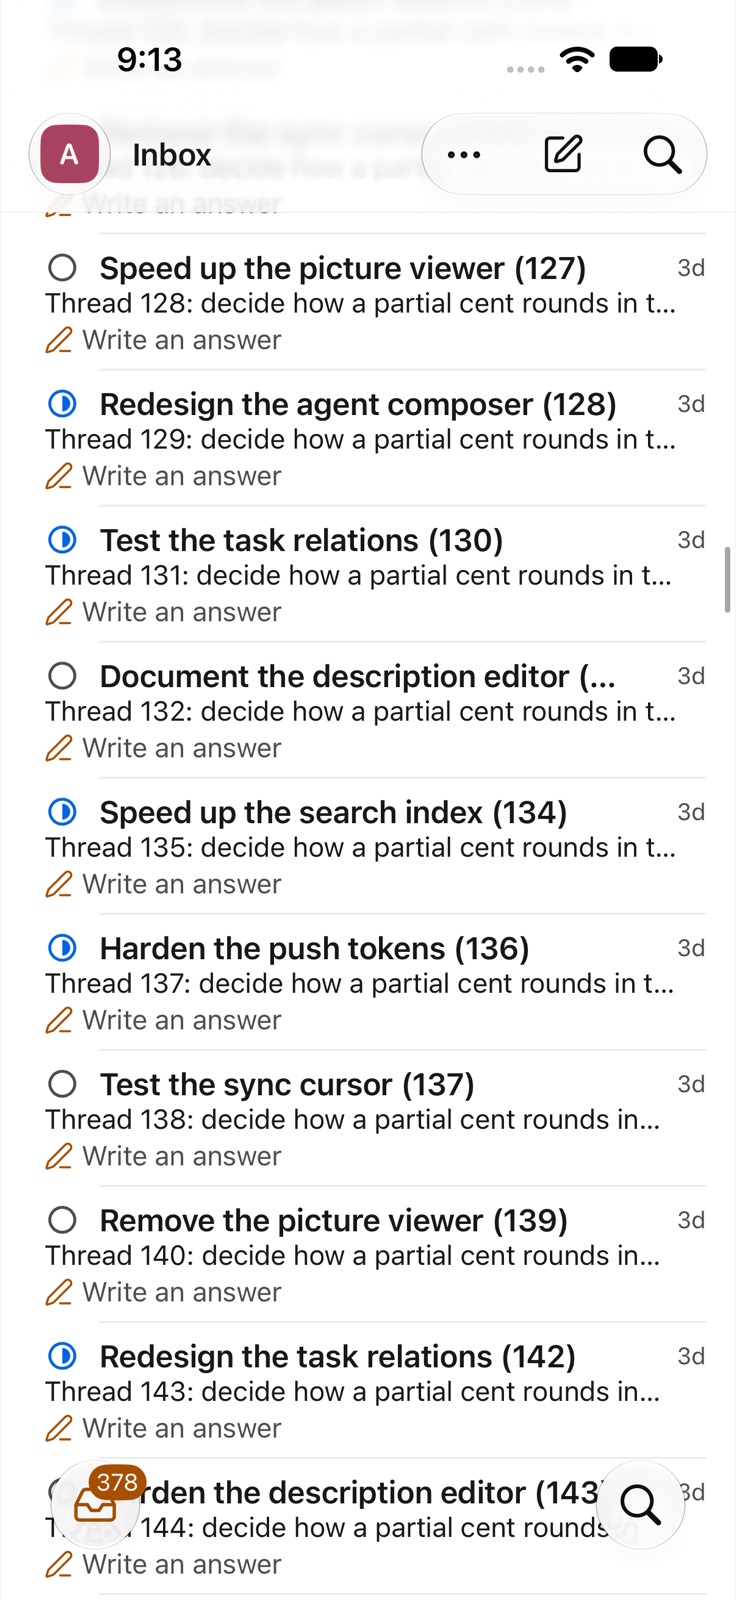 9:13
A
Inbox
Write an answer
Speed up the picture viewer (127)
3d
Thread 128: decide how a partial cent rounds in t...
Write an answer
Redesign the agent composer (128)
3d
Thread 129: decide how a partial cent rounds in t...
Write an answer
Test the task relations (130)
3d
Thread 131: decide how a partial cent rounds in t...
Write an answer
Document the description editor (...
3d
Thread 132: decide how a partial cent rounds in t...
Write an answer
Speed up the search index (134)
3d
Thread 135: decide how a partial cent rounds in t...
Write an answer
Harden the push tokens (136)
3d
Thread 137: decide how a partial cent rounds in t...
Write an answer
Test the sync cursor (137)
3d
Thread 138: decide how a partial cent rounds in...
Write an answer
Remove the picture viewer (139)
3d
Thread 140: decide how a partial cent rounds in...
Write an answer
Redesign the task relations (142)
3d
Thread 143: decide how a partial cent rounds in...
Write an answer
378
rden the description editor (143
3d
144: decide how a partial cent rounds
Write an answer